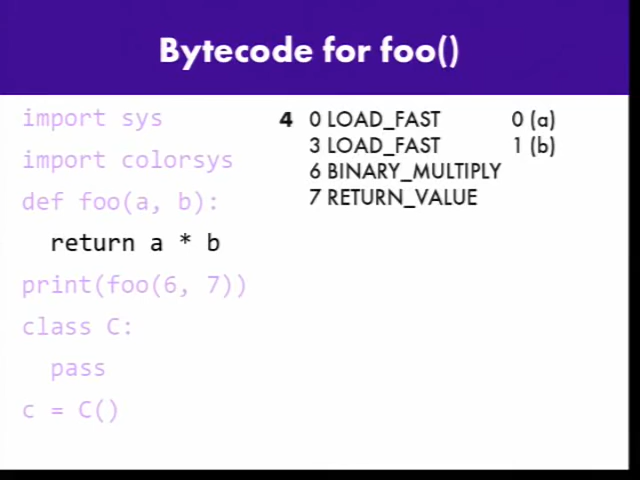 Bytecode for foo()
import sys
import colorsys
def foo(a, b):
  return a * b
print(foo(6, 7))
class C:
  pass
c = C()
4 0 LOAD_FAST 0 (a)
3 LOAD_FAST 1 (b)
6 BINARY_MULTIPLY
7 RETURN_VALUE